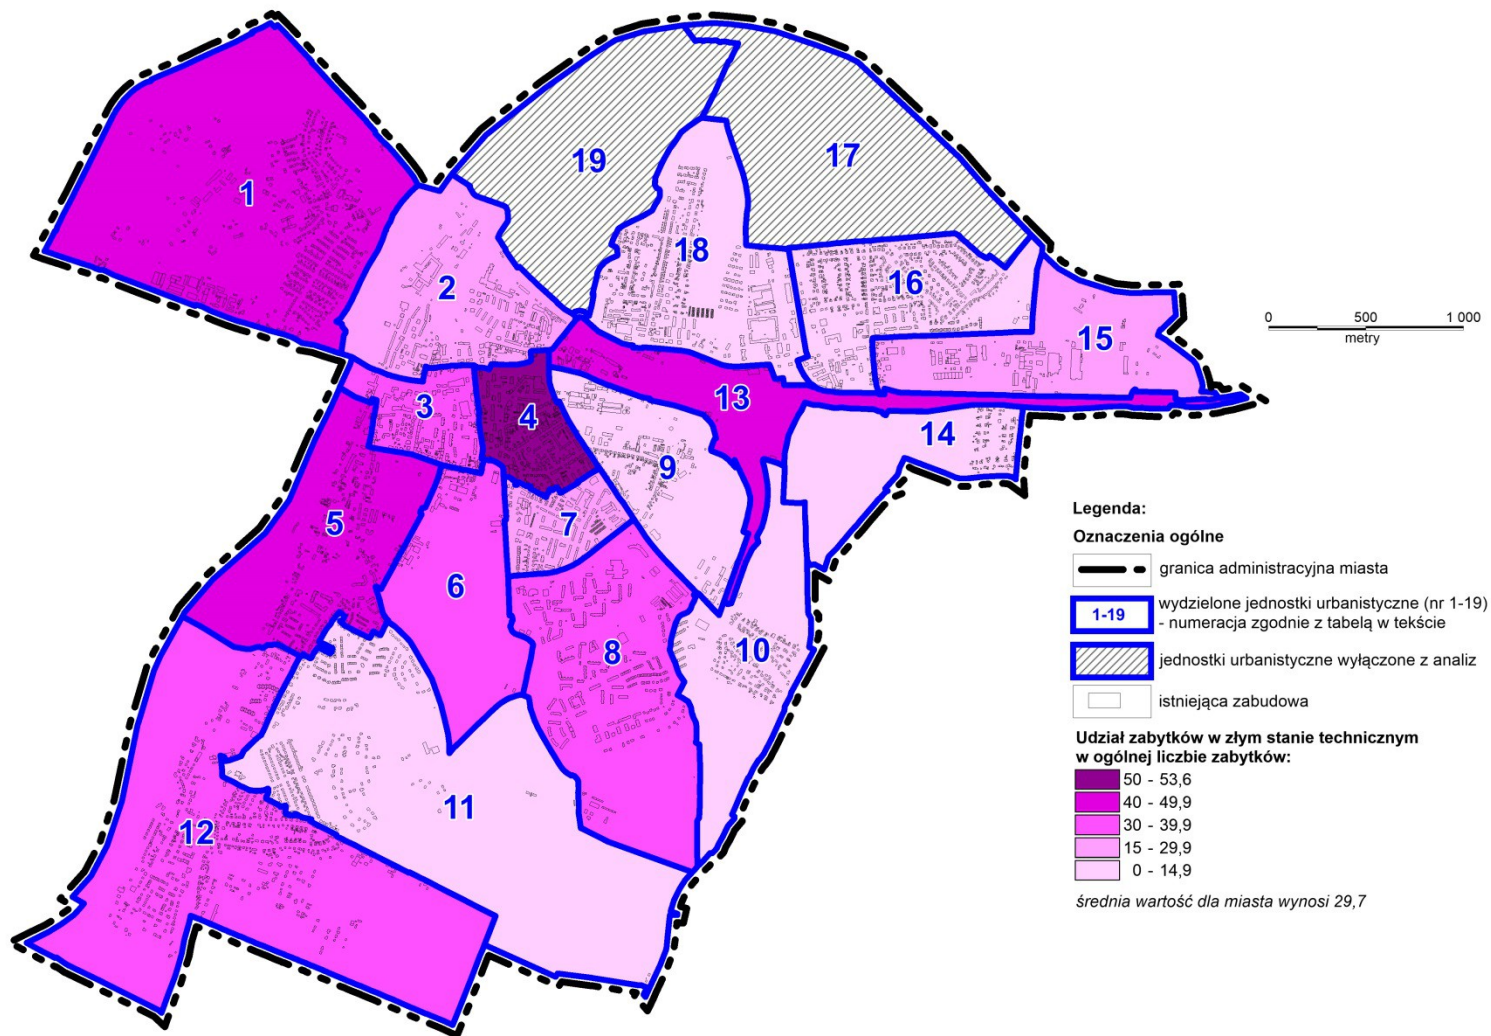 19
17
1
18
2
16
0 500 1 000
metry
15
3
4
13
14
9
5
7
6
8
10
11
12
Legenda:
Oznaczenia ogólne
granica administracyjna miasta
1-19
wydzielone jednostki urbanistyczne (nr 1-19)
- numeracja zgodnie z tabelą w tekście
jednostki urbanistyczne wyłączone z analiz
istniejąca zabudowa
Udział zabytków w złym stanie technicznym
w ogólnej liczbie zabytków:
50 - 53,6
40 - 49,9
30 - 39,9
15 - 29,9
0 - 14,9
średnia wartość dla miasta wynosi 29,7